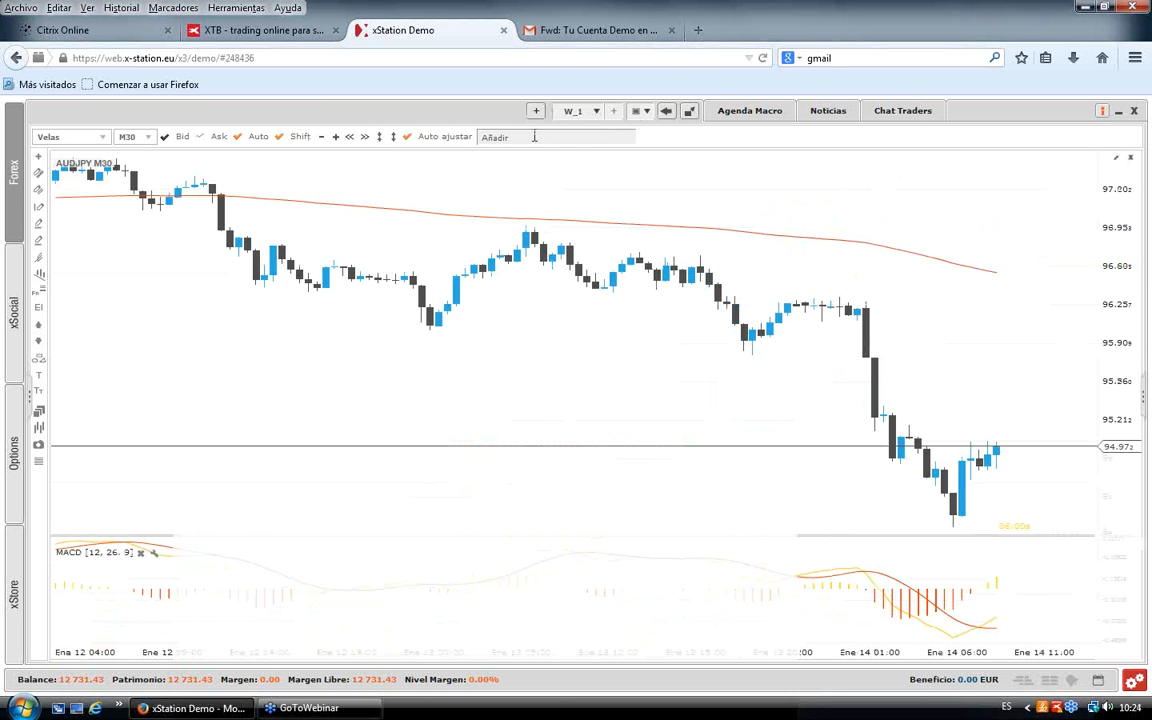 Archivo Ver Historial Marcadores Herramientas Ayuda
Citrix Online
XTB - trading online para s...
xStation Demo
Fwd: Tu Cuenta Demo en ...
https://web.x-station.eu/x3/demo/#248436
gmail
Más visitados Comenzar a usar Firefox
W_1 Agenda Macro Noticias Chat Traders
Velas M30 Bid Ask Auto Shift Auto ajustar Añadir
Forex
xSocial
Options
xStore
AUDJPY M30
97.20
96.95
96.60
96.25
95.90
95.21
94.97
MACD [12, 26, 9]
Ene 12 04:00 Ene 12 Ene 14 01:00 Ene 14 06:00 Ene 14 11:00
Balance: 12 731.43 Patrimonio: 12 731.43 Margen: 0.00 Margen Libre: 12 731.43 Nivel Margen: 0.00% Beneficio: 0.00 EUR
xStation Demo - Mo... GoToWebinar ES 10:24